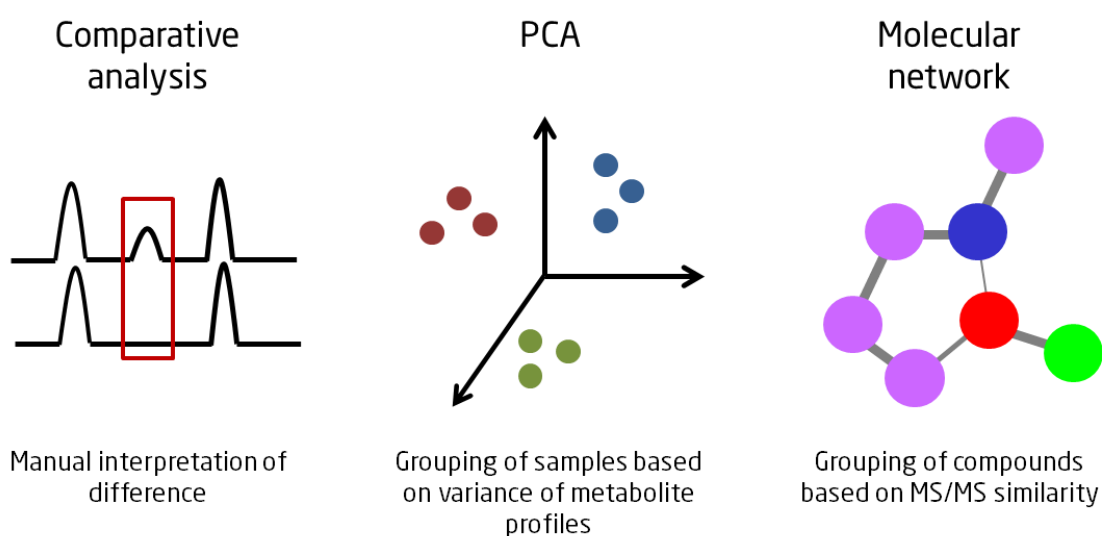 Comparative
analysis
PCA
Molecular
network
Manual interpretation of
difference
Grouping of samples based
on variance of metabolite
profiles
Grouping of compounds
based on MS/MS similarity